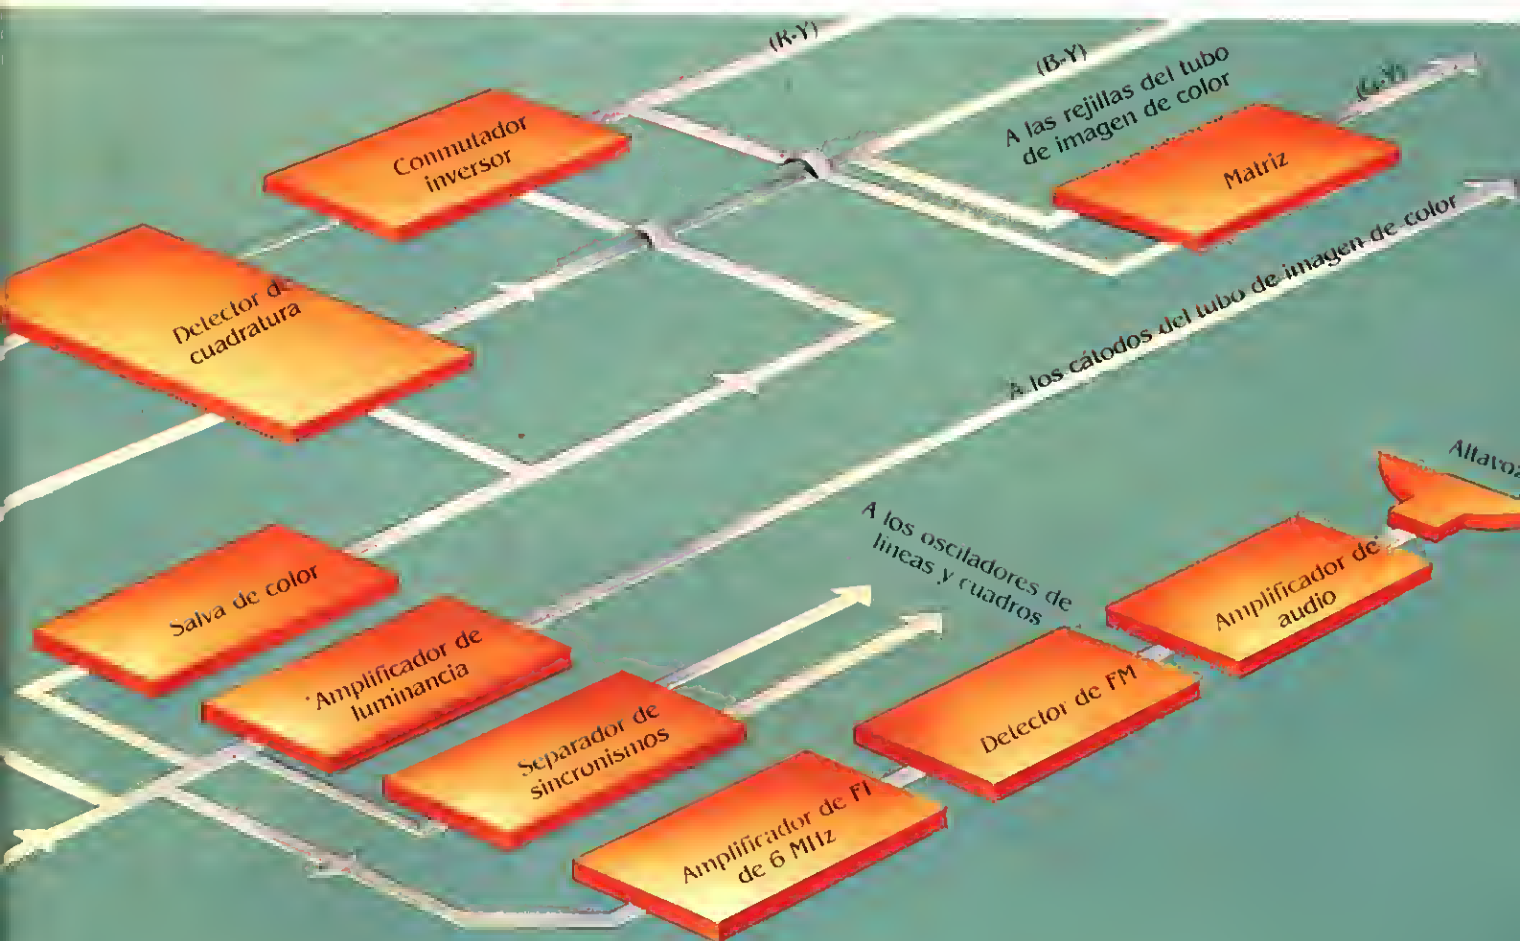 (R-Y)
(B-Y)
(G-Y)
A las rejillas del tubo
de imagen de color
Conmutador
inversor
Matriz
Detector de
cuadratura
A los cátodos del tubo de imagen de color
Altavoz
A los osciladores de
líneas y cuadros
Amplificador de
audio
Salva de color
Amplificador de
luminancia
Detector de FM
Separador de
sincronismos
Amplificador de FI
de 6 MHz